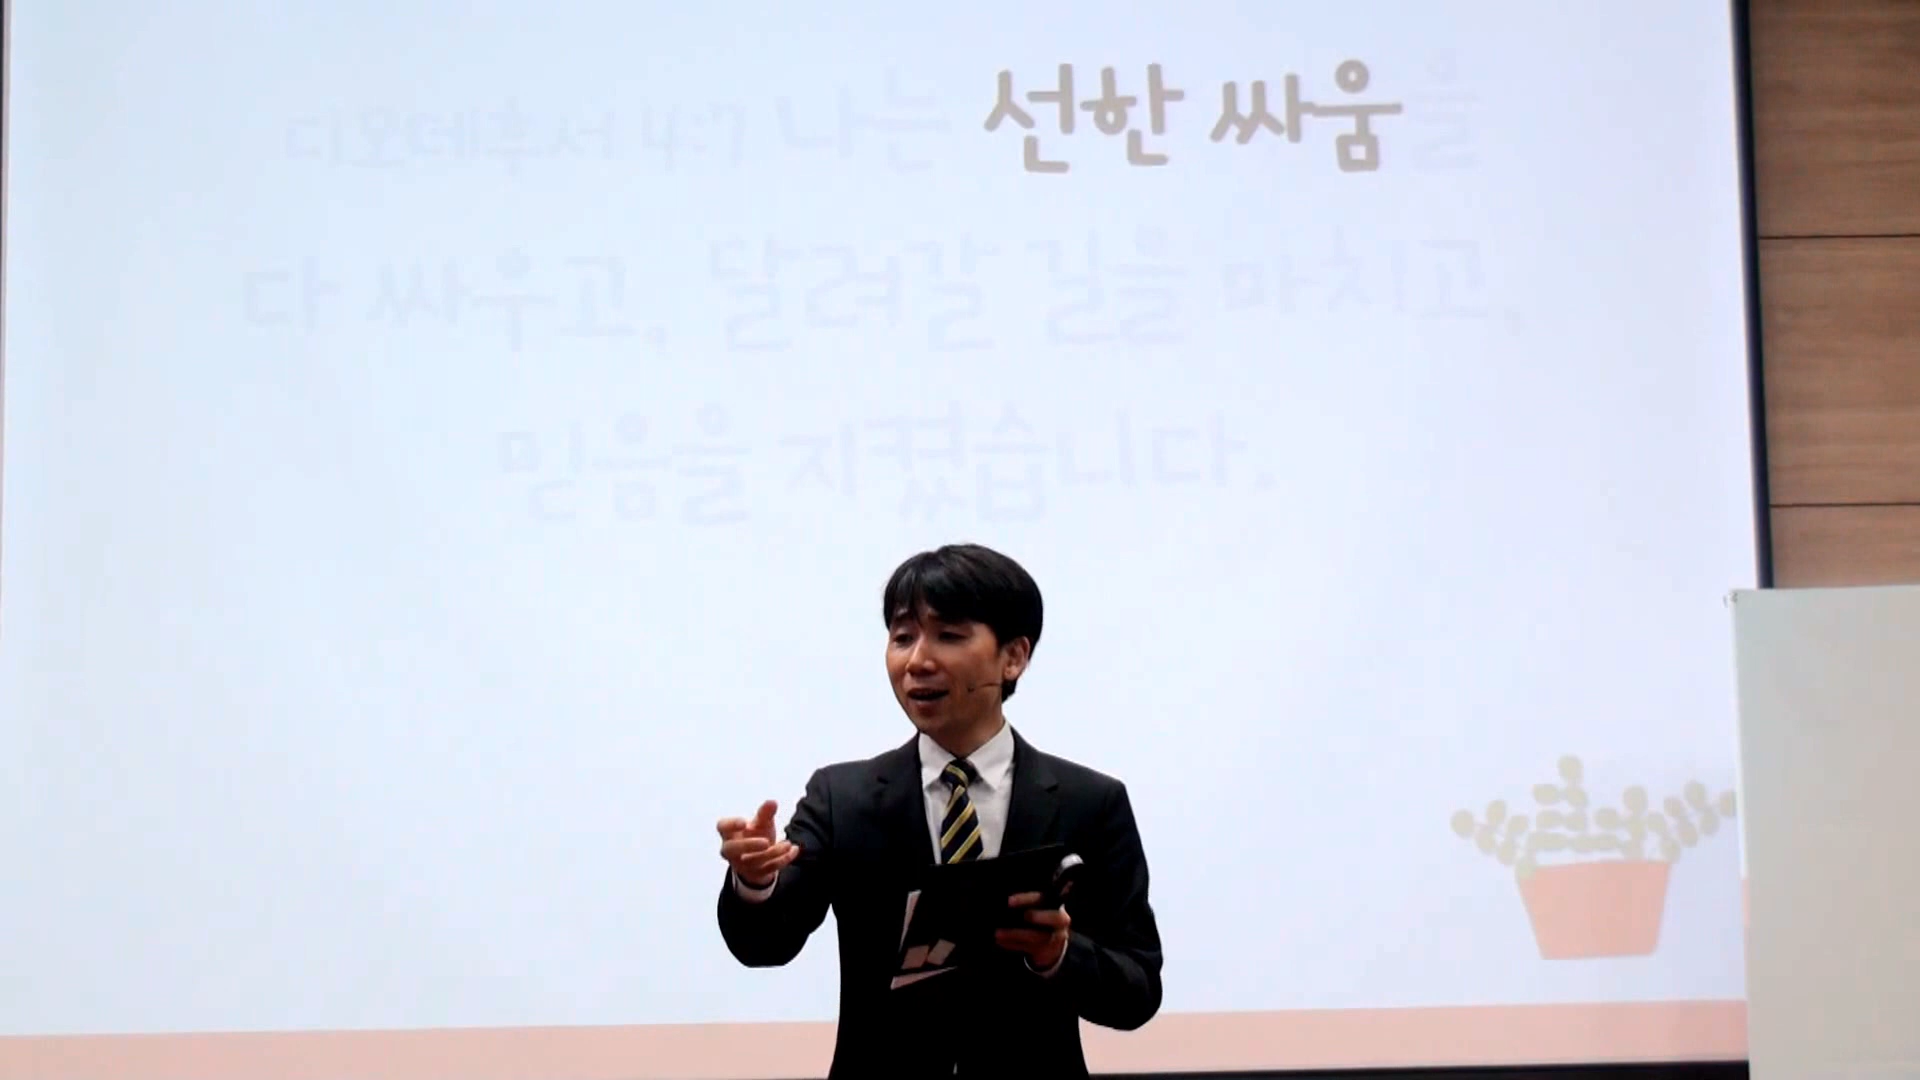 디모데후서 4:7 나는 선한 싸움을
다 싸우고, 달려갈 길을 마치고,
믿음을 지켰습니다.